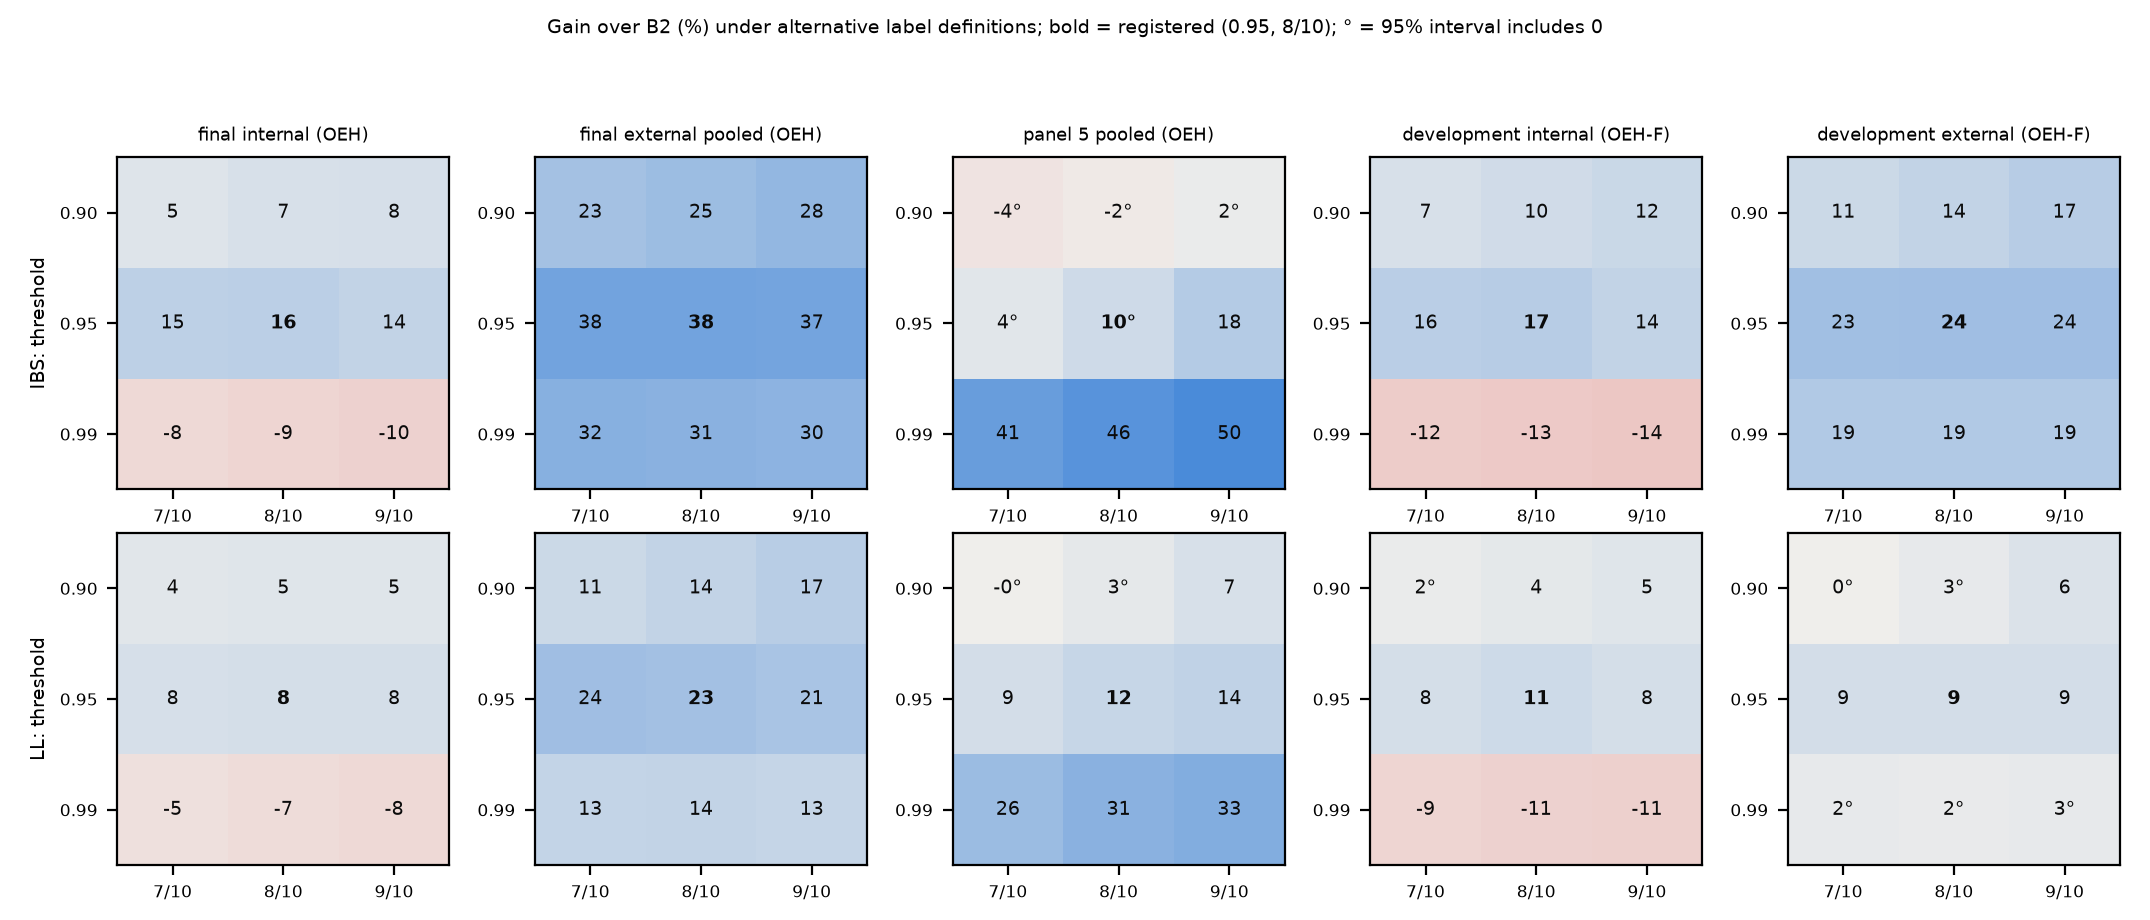 Gain over B2 (%) under alternative label definitions; bold = registered (0.95, 8/10); ° = 95% interval includes 0
final internal (OEH)
final external pooled (OEH)
panel 5 pooled (OEH)
development internal (OEH-F)
development external (OEH-F)
IBS: threshold
0.90 5 7 8
0.95 15 16 14
0.99 -8 -9 -10
7/10 8/10 9/10
0.90 23 25 28
0.95 38 38 37
0.99 32 31 30
7/10 8/10 9/10
0.90 -4° -2° 2°
0.95 4° 10° 18
0.99 41 46 50
7/10 8/10 9/10
0.90 7 10 12
0.95 16 17 14
0.99 -12 -13 -14
7/10 8/10 9/10
0.90 11 14 17
0.95 23 24 24
0.99 19 19 19
7/10 8/10 9/10
LL: threshold
0.90 4 5 5
0.95 8 8 8
0.99 -5 -7 -8
7/10 8/10 9/10
0.90 11 14 17
0.95 24 23 21
0.99 13 14 13
7/10 8/10 9/10
0.90 -0° 3° 7
0.95 9 12 14
0.99 26 31 33
7/10 8/10 9/10
0.90 2° 4 5
0.95 8 11 8
0.99 -9 -11 -11
7/10 8/10 9/10
0.90 0° 3° 6
0.95 9 9 9
0.99 2° 2° 3°
7/10 8/10 9/10